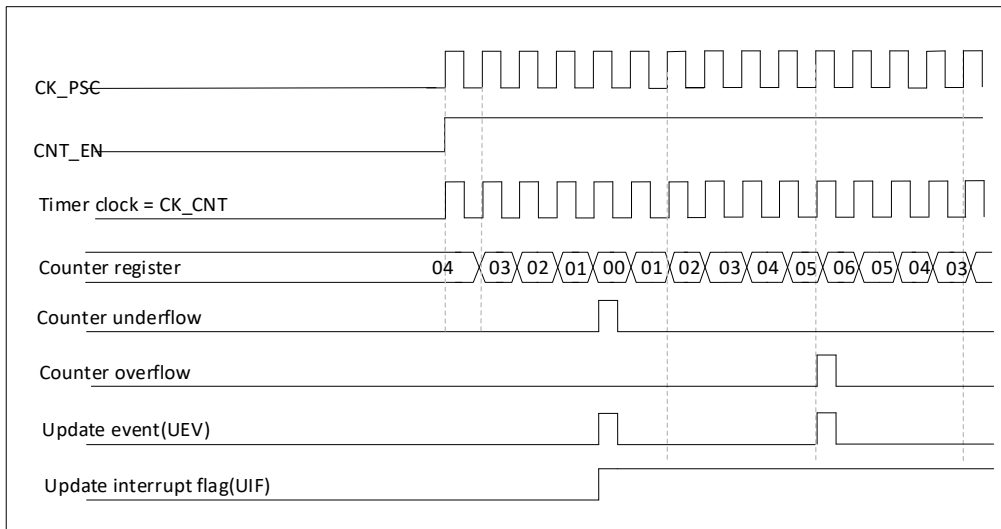 CK_PSC
CNT_EN
Timer clock = CK_CNT
Counter register 04 03 02 01 00 01 02 03 04 05 06 05 04 03
Counter underflow
Counter overflow
Update event(UEV)
Update interrupt flag(UIF)